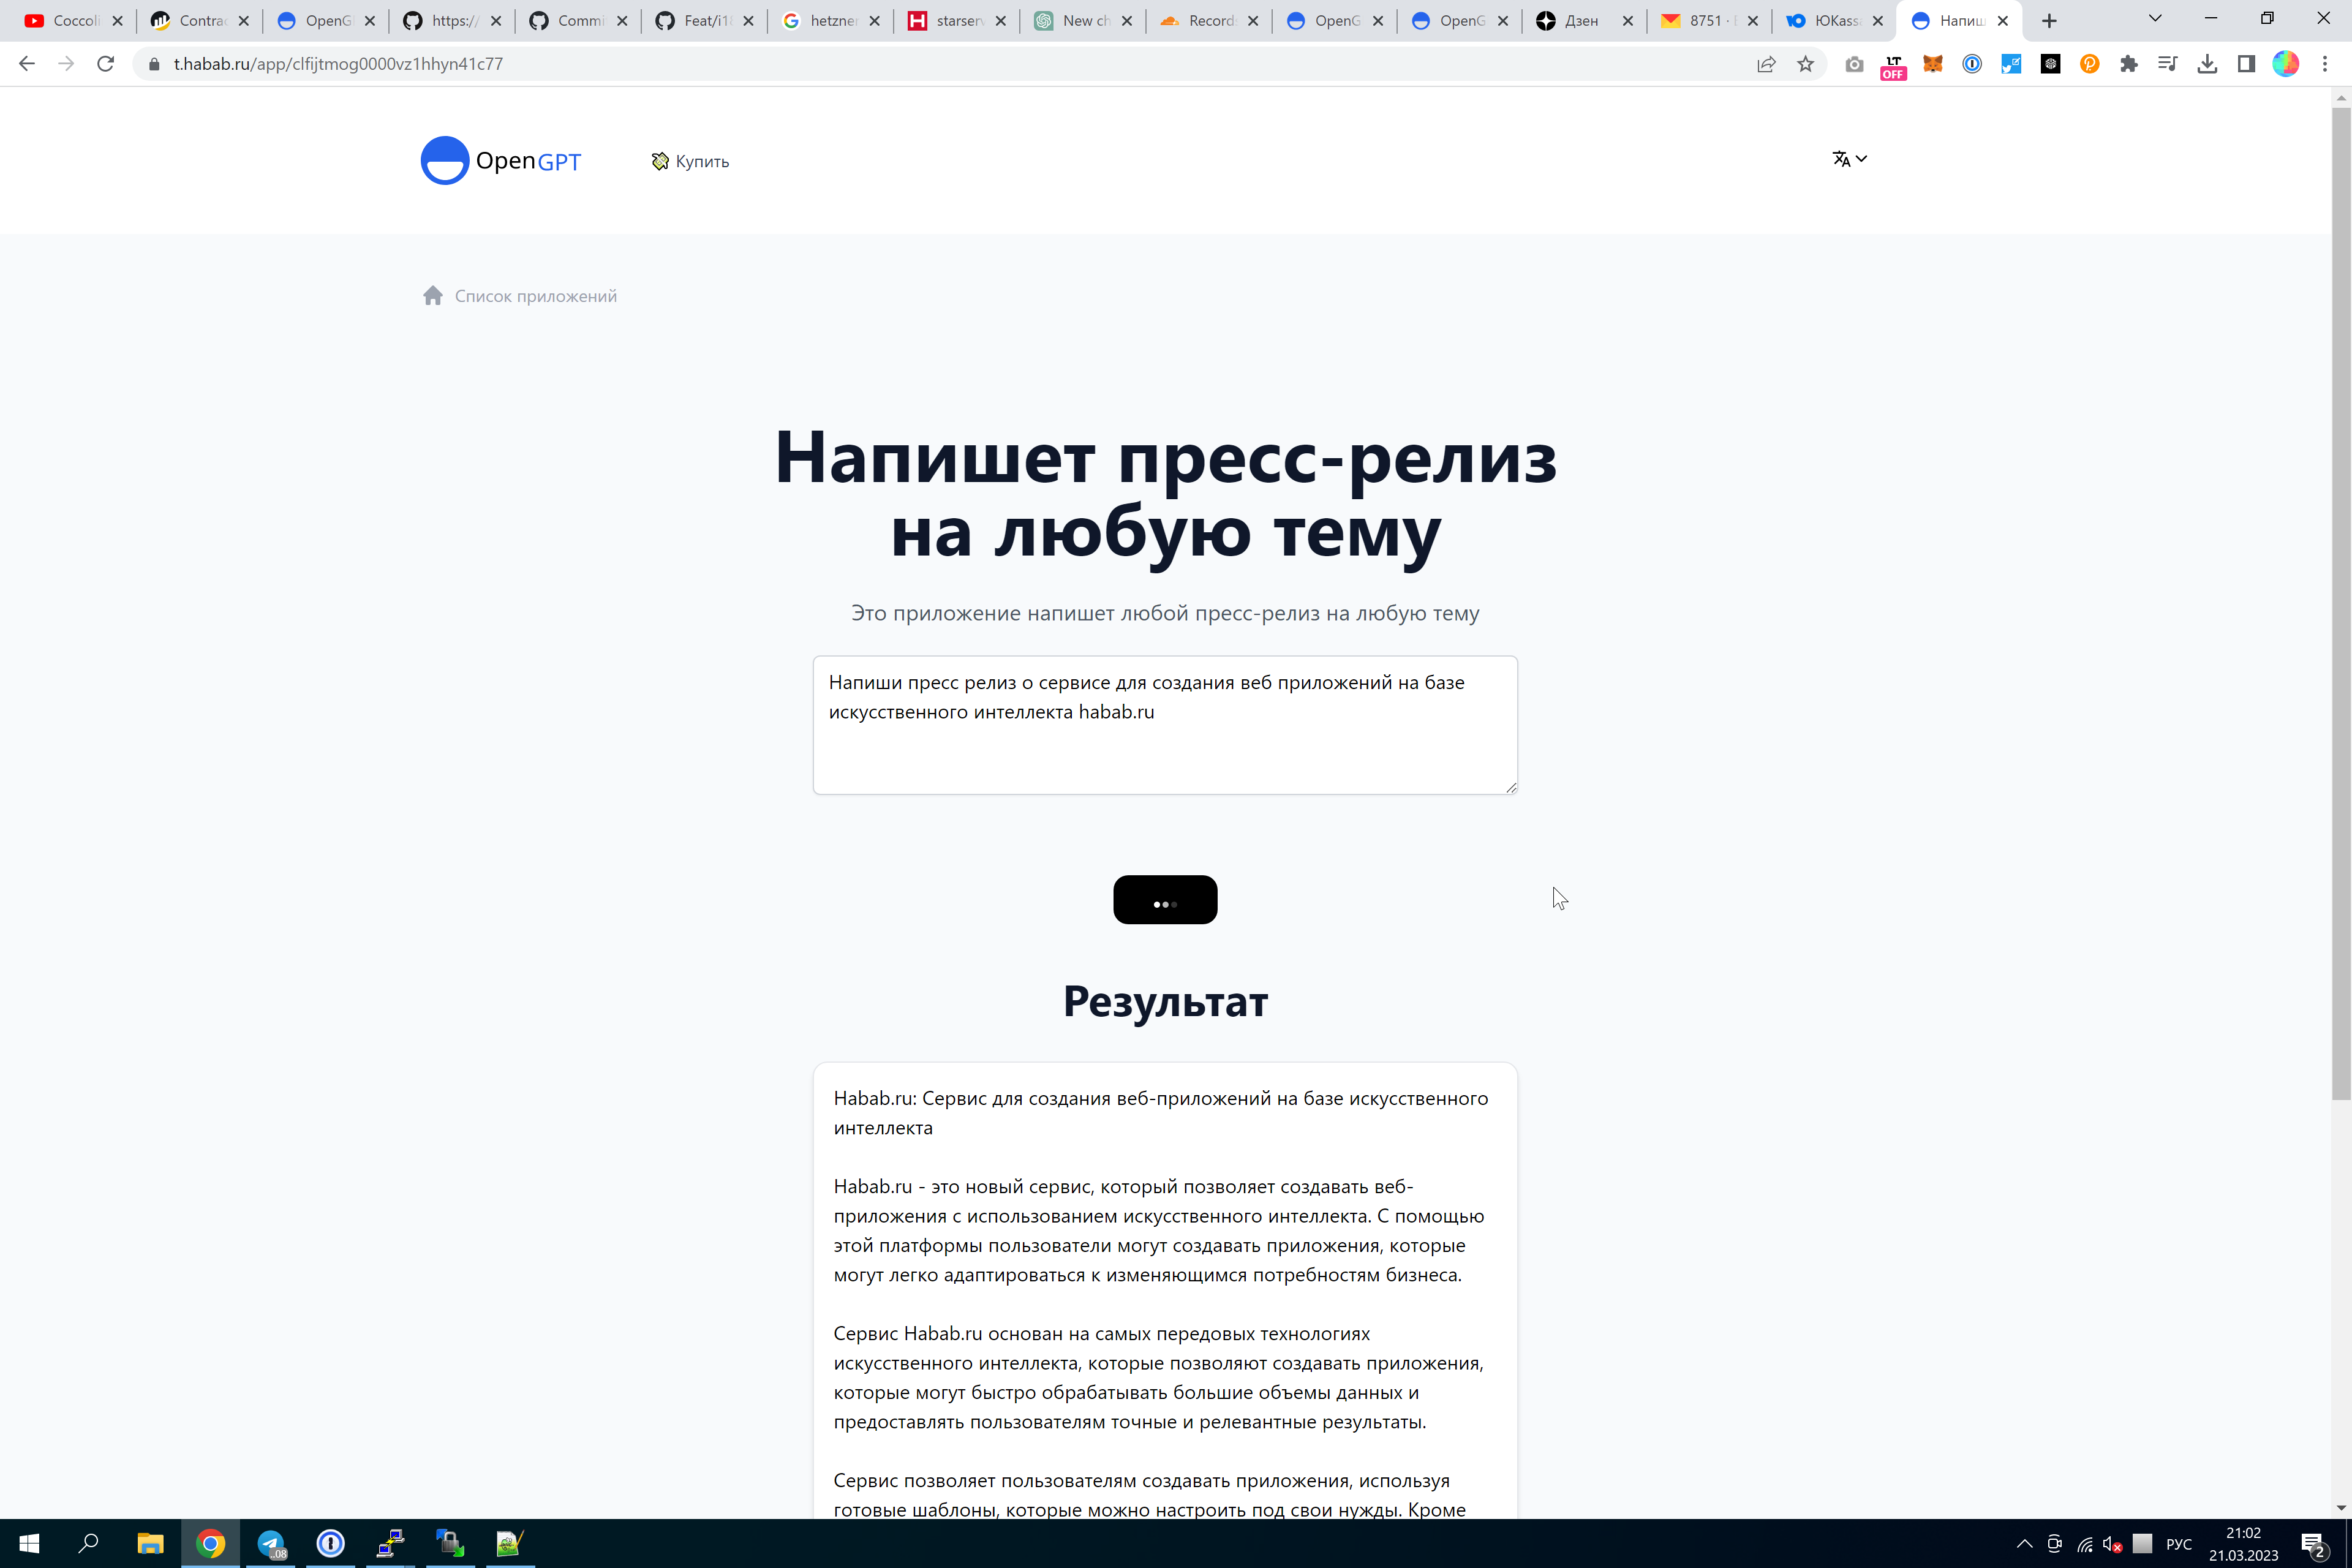 Coccoli
Contrac
OpenG
https://
Commi
Feat/i18
hetzner
starserv
New ch
Records
OpenG
OpenG
Дзен
8751 ·
ЮKassa
Напиш
t.habab.ru/app/clfijtmog0000vz1hhyn41c77
LT
OFF
OpenGPT
Купить
Список приложений
Напишет пресс-релиз
на любую тему
Это приложение напишет любой пресс-релиз на любую тему
Напиши пресс релиз о сервисе для создания веб приложений на базе
искусственного интеллекта habab.ru
Результат
Habab.ru: Сервис для создания веб-приложений на базе искусственного
интеллекта
Habab.ru - это новый сервис, который позволяет создавать веб-
приложения с использованием искусственного интеллекта. С помощью
этой платформы пользователи могут создавать приложения, которые
могут легко адаптироваться к изменяющимся потребностям бизнеса.
Сервис Habab.ru основан на самых передовых технологиях
искусственного интеллекта, которые позволяют создавать приложения,
которые могут быстро обрабатывать большие объемы данных и
предоставлять пользователям точные и релевантные результаты.
Сервис позволяет пользователям создавать приложения, используя
готовые шаблоны, которые можно настроить под свои нужды. Кроме
.08
РУС
21:02
21.03.2023
2